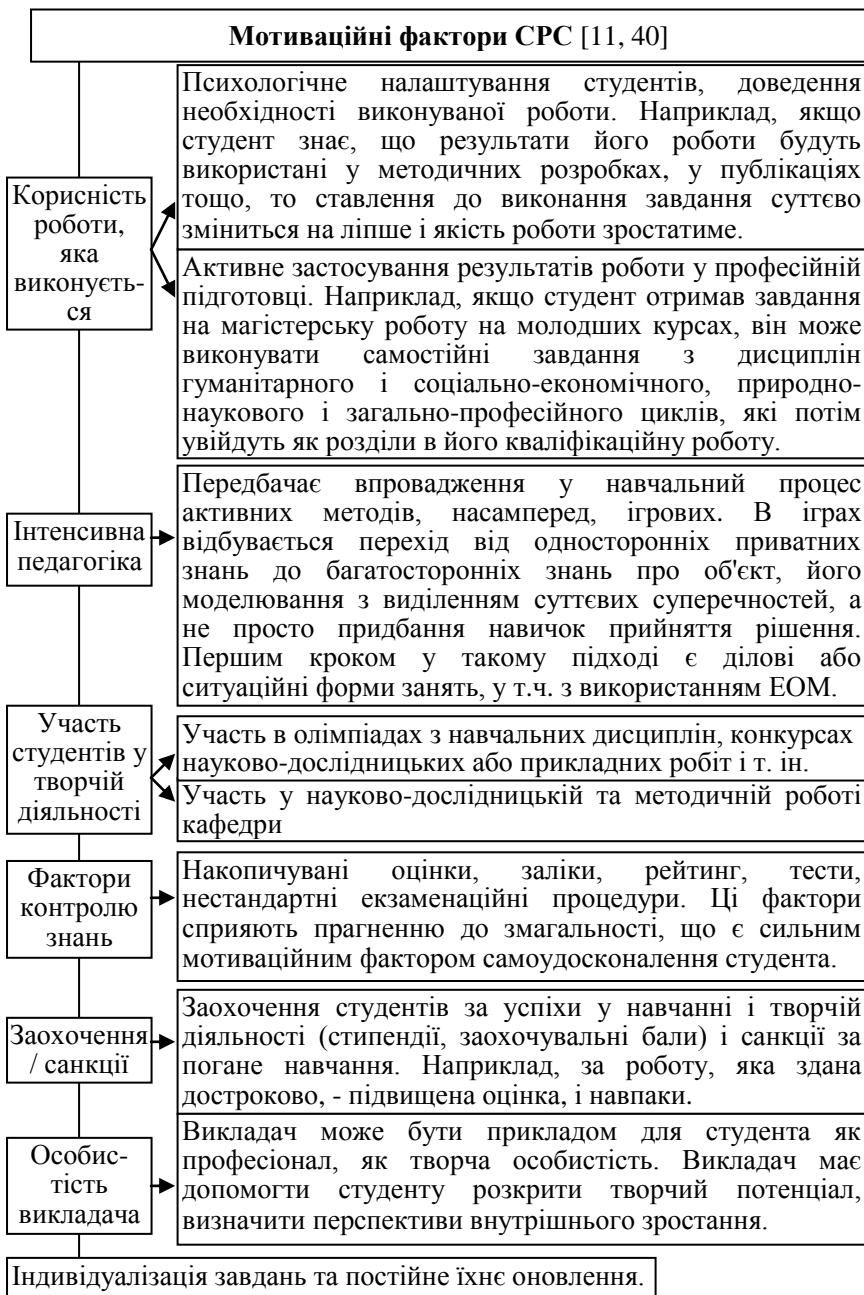 Мотиваційні фактори СРС [11, 40]
Корисність
роботи,
яка
виконуєть-
ся
Психологічне налаштування студентів, доведення
необхідності виконуваної роботи. Наприклад, якщо
студент знає, що результати його роботи будуть
використані у методичних розробках, у публікаціях
тощо, то ставлення до виконання завдання суттєво
зміниться на ліпше і якість роботи зростатиме.
Активне застосування результатів роботи у професійній
підготовці. Наприклад, якщо студент отримав завдання
на магістерську роботу на молодших курсах, він може
виконувати самостійні завдання з дисциплін
гуманітарного і соціально-економічного, природно-
наукового і загально-професійного циклів, які потім
увійдуть як розділи в його кваліфікаційну роботу.
Інтенсивна
педагогіка
Передбачає впровадження у навчальний процес
активних методів, насамперед, ігрових. В іграх
відбувається перехід від односторонніх приватних
знань до багатосторонніх знань про об'єкт, його
моделювання з виділенням суттєвих суперечностей, а
не просто придбання навичок прийняття рішення.
Першим кроком у такому підході є ділові або
ситуаційні форми занять, у т.ч. з використанням ЕОМ.
Участь
студентів у
творчій
діяльності
Участь в олімпіадах з навчальних дисциплін, конкурсах
науково-дослідницьких або прикладних робіт і т. ін.
Участь у науково-дослідницькій та методичній роботі
кафедри
Фактори
контролю
знань
Накопичувані оцінки, заліки, рейтинг, тести,
нестандартні екзаменаційні процедури. Ці фактори
сприяють прагненню до змагальності, що є сильним
мотиваційним фактором самоудосконалення студента.
Заохочення
/ санкції
Заохочення студентів за успіхи у навчанні і творчій
діяльності (стипендії, заохочувальні бали) і санкції за
погане навчання. Наприклад, за роботу, яка здана
достроково, - підвищена оцінка, і навпаки.
Особис-
тість
викладача
Викладач може бути прикладом для студента як
професіонал, як творча особистість. Викладач має
допомогти студенту розкрити творчий потенціал,
визначити перспективи внутрішнього зростання.
Індивідуалізація завдань та постійне їхнє оновлення.